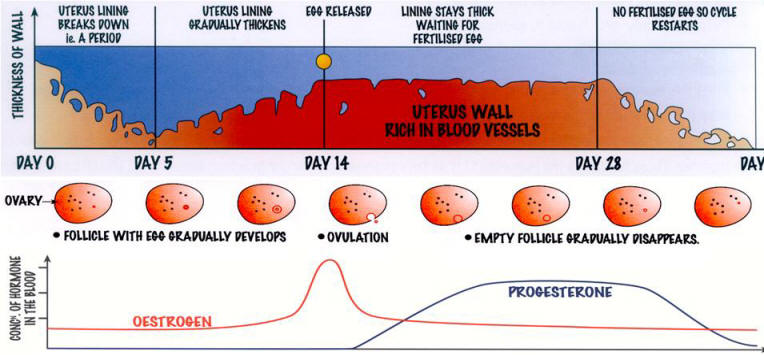 UTERUS LINING
BREAKS DOWN
ie. A PERIOD
UTERUS LINING
GRADUALLY THICKENS
EGG RELEASED
LINING STAYS THICK
WAITING FOR
FERTILISED EGG
NO FERTILISED EGG SO CYCLE
RESTARTS
THICKNESS OF WALL
UTERUS WALL
RICH IN BLOOD VESSELS
DAY 0
DAY 5
DAY 14
DAY 28
DAY
OVARY
• FOLLICLE WITH EGG GRADUALLY DEVELOPS
• OVULATION
• EMPTY FOLLICLE GRADUALLY DISAPPEARS.
CONCN. OF HORMONE
IN THE BLOOD
OESTROGEN
PROGESTERONE